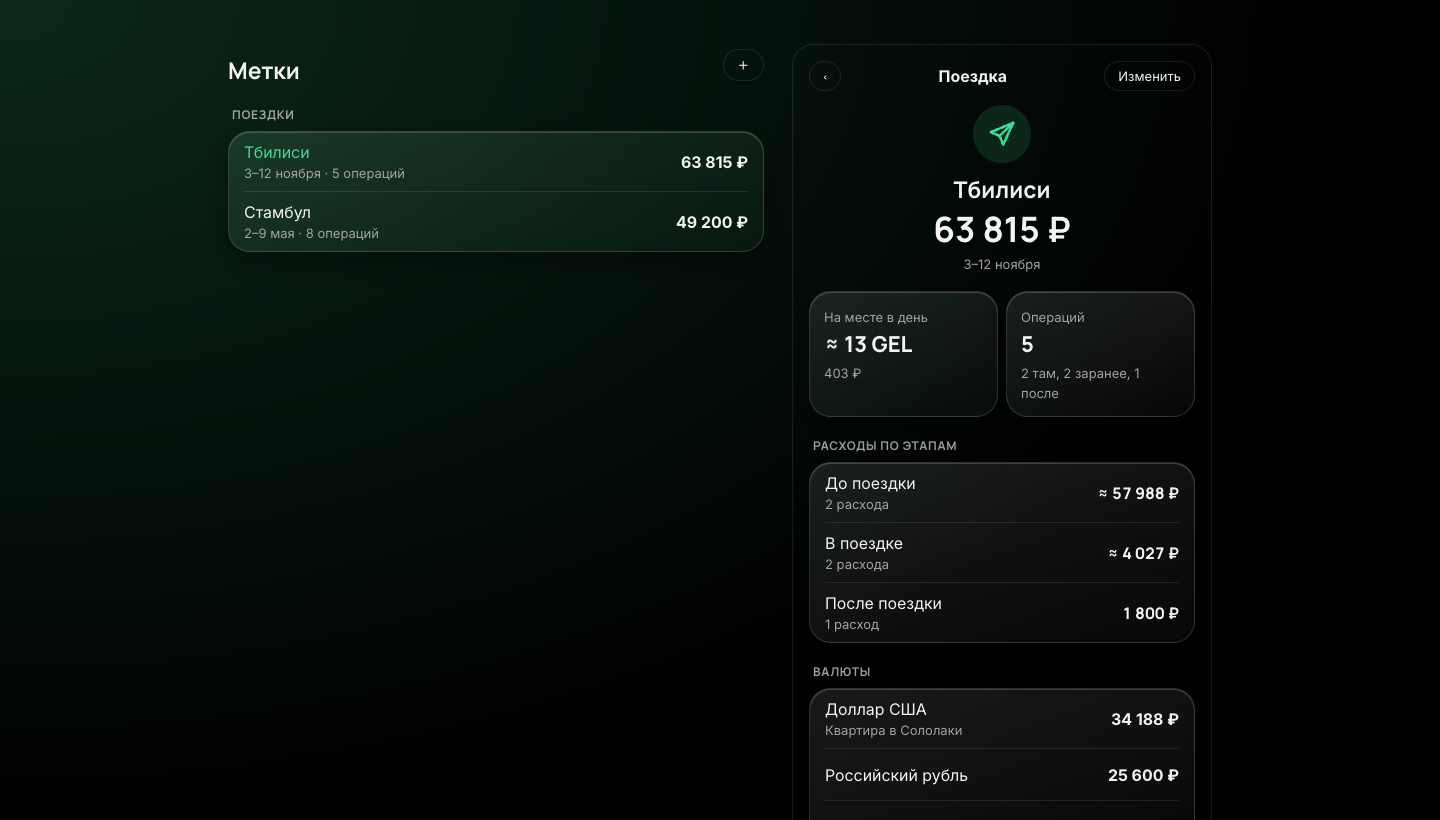 Метки
+
ПОЕЗДКИ
Тбилиси
3–12 ноября · 5 операций
63 815 ₽
Стамбул
2–9 мая · 8 операций
49 200 ₽
‹
Поездка
Изменить
Тбилиси
63 815 ₽
3–12 ноября
На месте в день
≈ 13 GEL
403 ₽
Операций
5
2 там, 2 заранее, 1
после
РАСХОДЫ ПО ЭТАПАМ
До поездки
2 расхода
≈ 57 988 ₽
В поездке
2 расхода
≈ 4 027 ₽
После поездки
1 расход
1 800 ₽
ВАЛЮТЫ
Доллар США
Квартира в Сололаки
34 188 ₽
Российский рубль
25 600 ₽